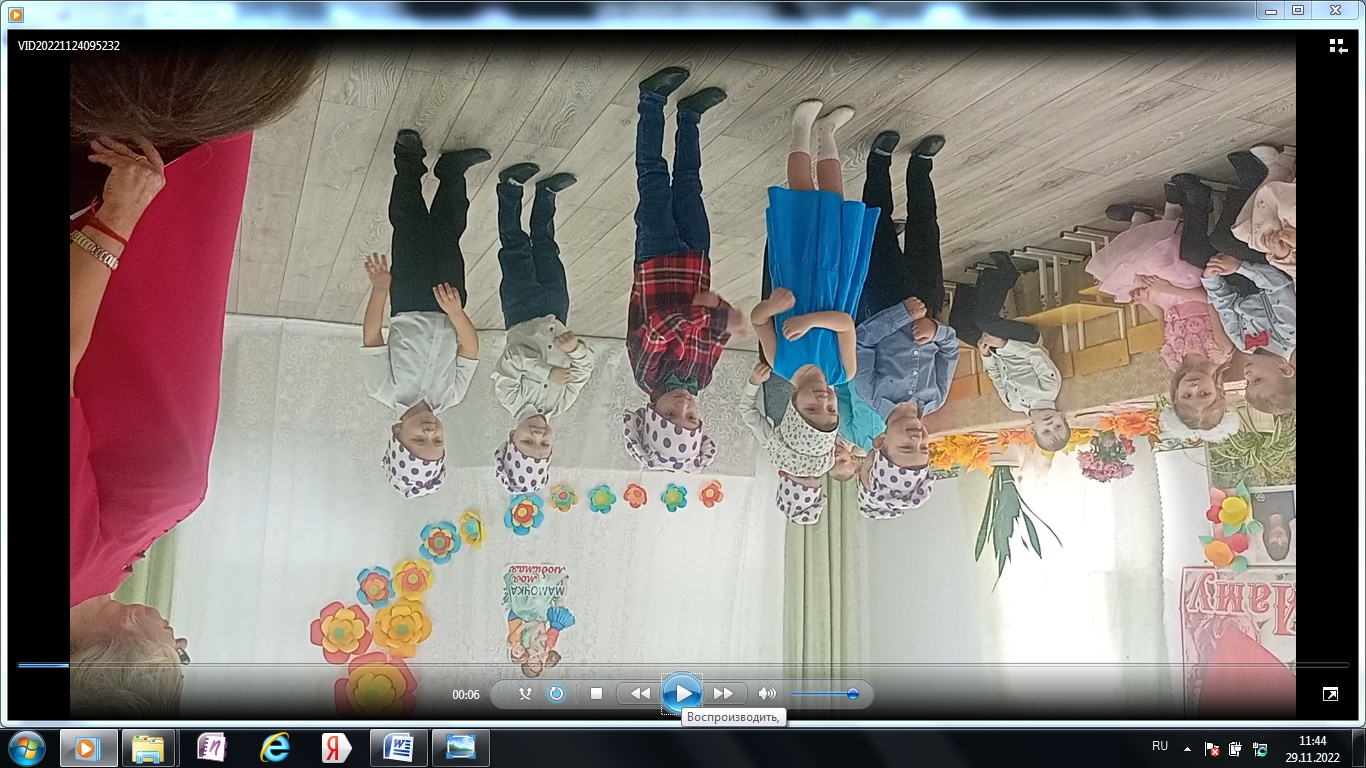 VID20221124095232
МАМОЧКА
моя
любимая
Маму
00:06
Воспроизводить,
RU
11:44
29.11.2022